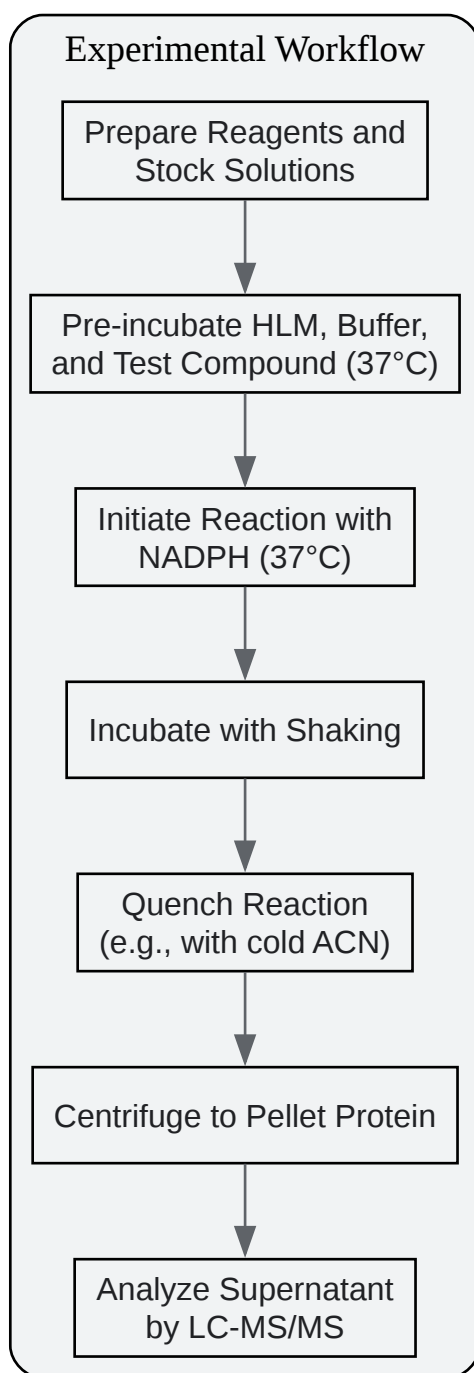 Experimental Workflow
Prepare Reagents and
Stock Solutions
Pre-incubate HLM, Buffer,
and Test Compound (37°C)
Initiate Reaction with
NADPH (37°C)
Incubate with Shaking
Quench Reaction
(e.g., with cold ACN)
Centrifuge to Pellet Protein
Analyze Supernatant
by LC-MS/MS